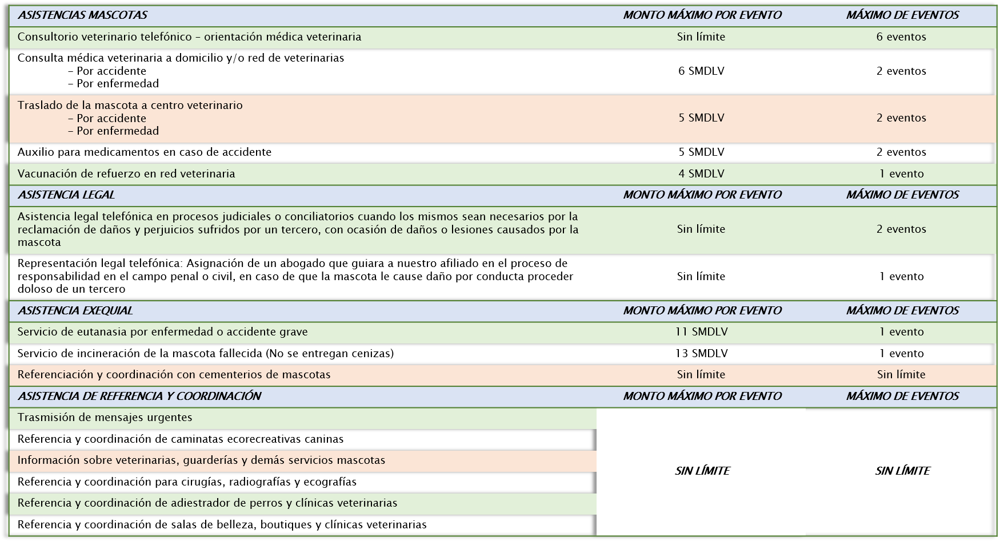 ASISTENCIAS MASCOTAS MONTO MÁXIMO POR EVENTO MÁXIMO DE EVENTOS
Consultorio veterinario telefónico – orientación médica veterinaria Sin límite 6 eventos
Consulta médica veterinaria a domicilio y/o red de veterinarias
– Por accidente 6 SMDLV 2 eventos
– Por enfermedad
Traslado de la mascota a centro veterinario
– Por accidente 5 SMDLV 2 eventos
– Por enfermedad
Auxilio para medicamentos en caso de accidente 5 SMDLV 2 eventos
Vacunación de refuerzo en red veterinaria 4 SMDLV 1 evento
ASISTENCIA LEGAL MONTO MÁXIMO POR EVENTO MÁXIMO DE EVENTOS
Asistencia legal telefónica en procesos judiciales o conciliatorios cuando los mismos sean necesarios por la
reclamación de daños y perjuicios sufridos por un tercero, con ocasión de daños o lesiones causados por la Sin límite 2 eventos
mascota
Representación legal telefónica: Asignación de un abogado que guiara a nuestro afiliado en el proceso de
responsabilidad en el campo penal o civil, en caso de que la mascota le cause daño por conducta proceder Sin límite 1 evento
doloso de un tercero
ASISTENCIA EXEQUIAL MONTO MÁXIMO POR EVENTO MÁXIMO DE EVENTOS
Servicio de eutanasia por enfermedad o accidente grave 11 SMDLV 1 evento
Servicio de incineración de la mascota fallecida (No se entregan cenizas) 13 SMDLV 1 evento
Referenciación y coordinación con cementerios de mascotas Sin límite Sin límite
ASISTENCIA DE REFERENCIA Y COORDINACIÓN MONTO MÁXIMO POR EVENTO MÁXIMO DE EVENTOS
Trasmisión de mensajes urgentes
Referencia y coordinación de caminatas ecorecreativas caninas
Información sobre veterinarias, guarderías y demás servicios mascotas
SIN LÍMITE SIN LÍMITE
Referencia y coordinación para cirugías, radiografías y ecografías
Referencia y coordinación de adiestrador de perros y clínicas veterinarias
Referencia y coordinación de salas de belleza, boutiques y clínicas veterinarias